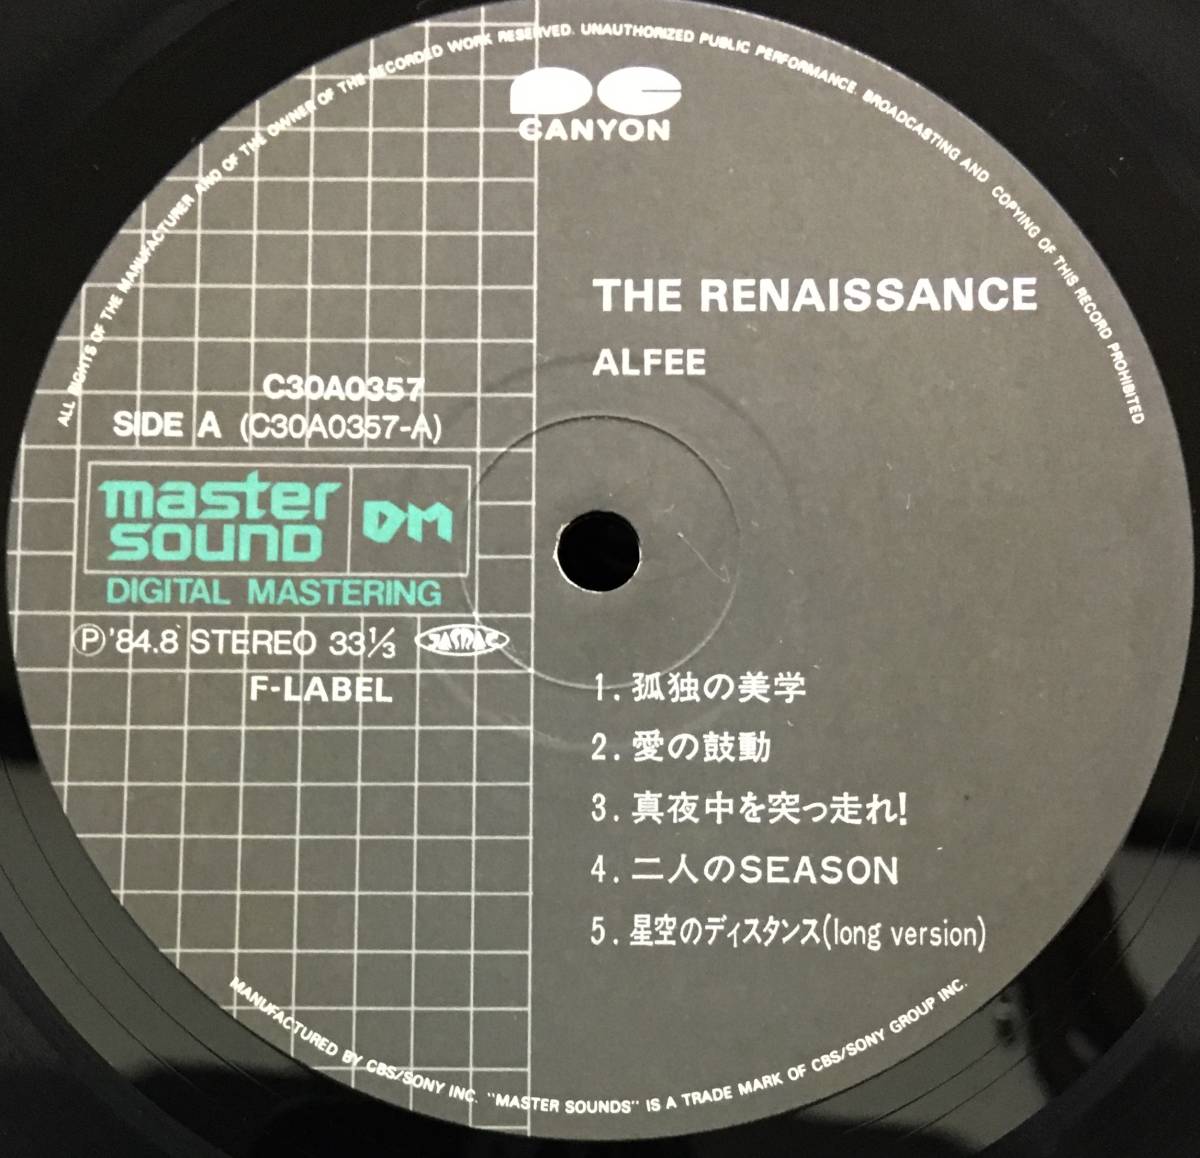 ALL RIGHTS OF THE MANUFACTURER AND OF THE OWNER OF THE RECORDED WORK RESERVED. UNAUTHORIZED PUBLIC PERFORMANCE. BROADCASTING AND COPYING OF THIS RECORD PROHIBITED
PC
CANYON
THE RENAISSANCE
ALFEE
C30A0357
SIDE A (C30A0357-A)
master
sound
DM
DIGITAL MASTERING
Ⓟ'84.8 STEREO 33⅓ JASRAC
F-LABEL
1. 孤独の美学
2. 愛の鼓動
3. 真夜中を突っ走れ!
4. 二人のSEASON
5. 星空のディスタンス(long version)
MANUFACTURED BY CBS/SONY INC. "MASTER SOUNDS" IS A TRADE MARK OF CBS/SONY GROUP INC.